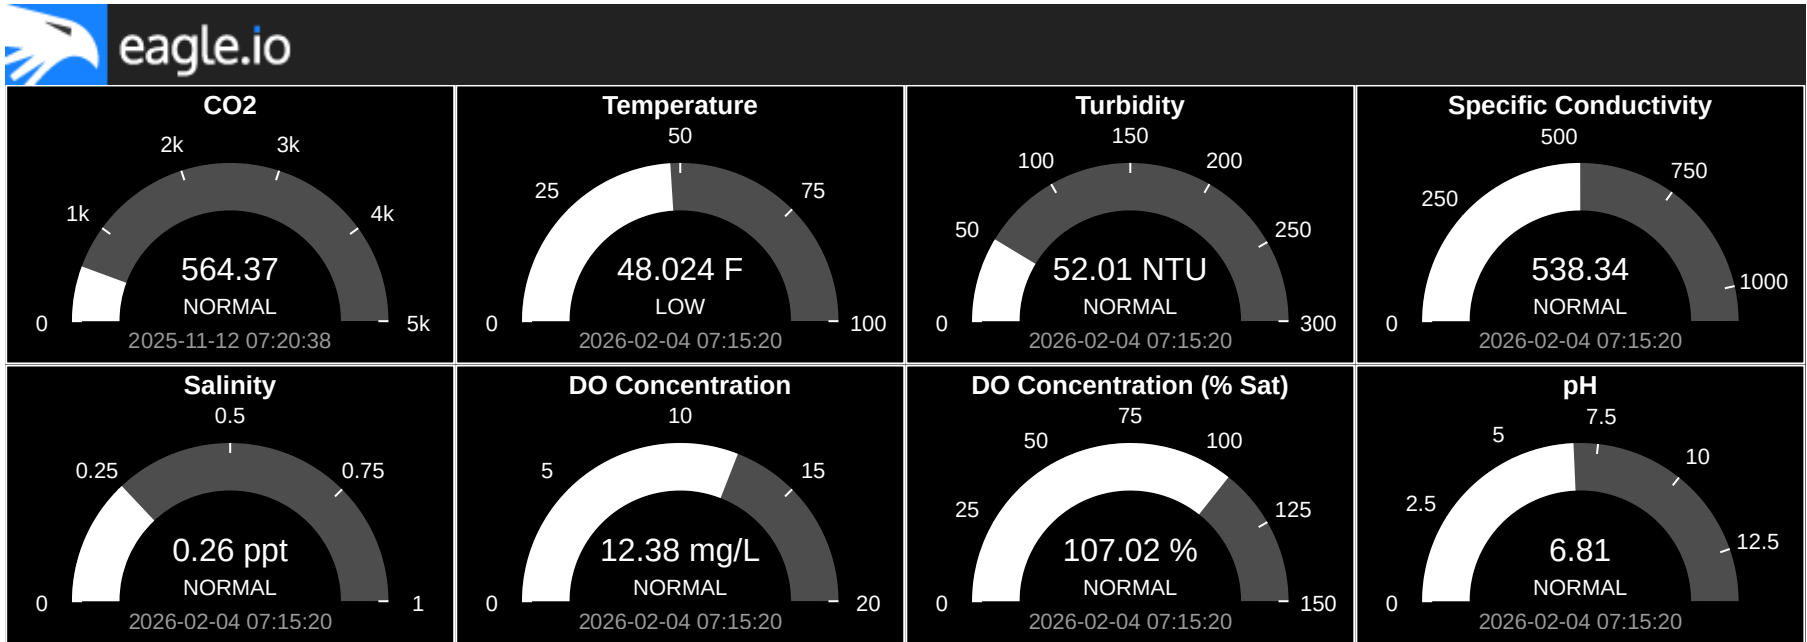 eagle.io
CO2
2k 3k
1k 4k
564.37
NORMAL
0 5k
2025-11-12 07:20:38
Temperature
50
25 75
48.024 F
LOW
0 100
2026-02-04 07:15:20
Turbidity
150
100 200
50 250
52.01 NTU
NORMAL
0 300
2026-02-04 07:15:20
Specific Conductivity
500
750
250
538.34
1000
NORMAL
0
2026-02-04 07:15:20
Salinity
0.5
0.25 0.75
0.26 ppt
NORMAL
0 1
2026-02-04 07:15:20
DO Concentration
10
5 15
12.38 mg/L
NORMAL
0 20
2026-02-04 07:15:20
DO Concentration (% Sat)
75
50 100
25 125
107.02 %
NORMAL
0 150
2026-02-04 07:15:20
pH
7.5
5
10
2.5
12.5
6.81
NORMAL
0
2026-02-04 07:15:20